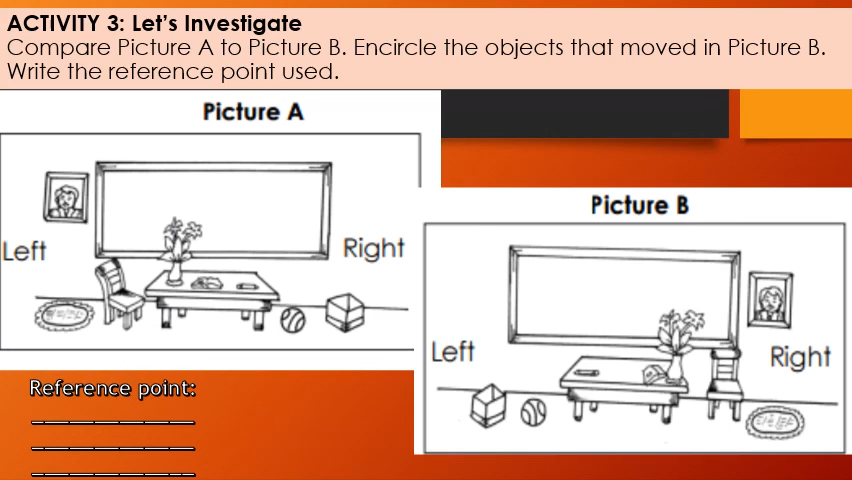 ACTIVITY 3: Let's Investigate
Compare Picture A to Picture B. Encircle the objects that moved in Picture B.
Write the reference point used.
Picture A
Left
Right
Picture B
Left
Right
Reference point: